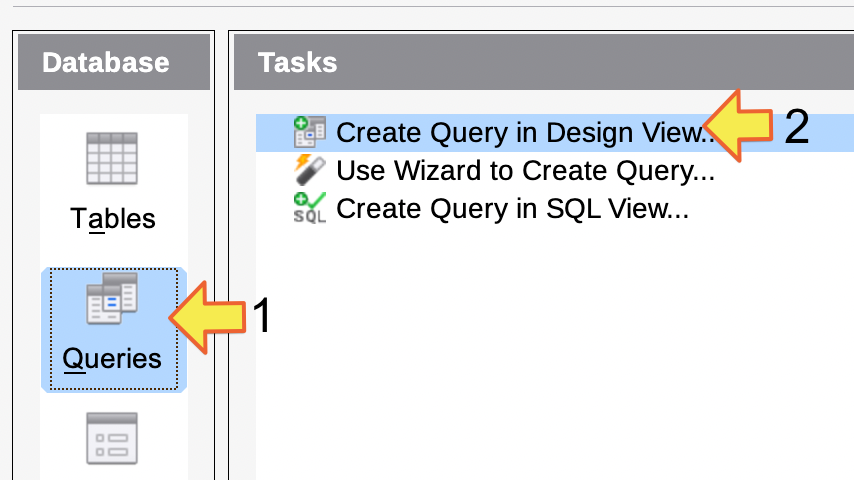 Database
Tasks
Create Query in Design View..
2
Use Wizard to Create Query...
SQL Create Query in SQL View...
Tables
1
Queries